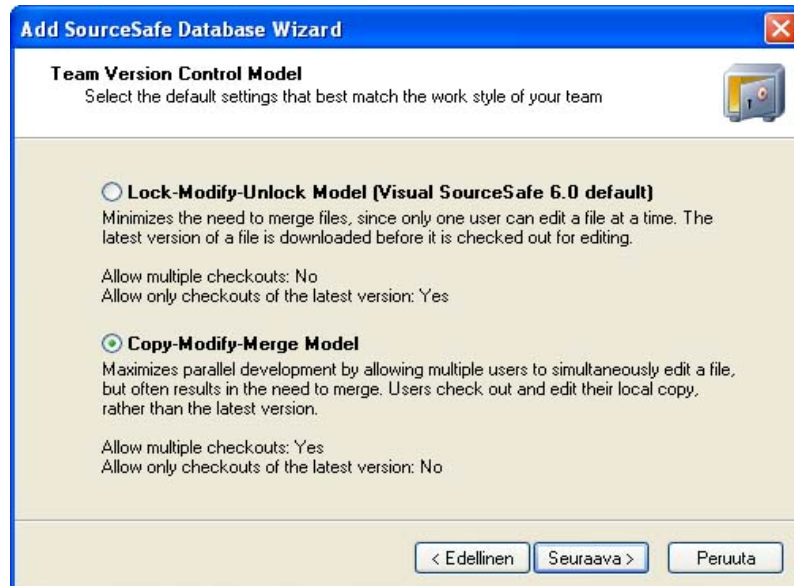 Add SourceSafe Database Wizard
Team Version Control Model
Select the default settings that best match the work style of your team
Lock-Modify-Unlock Model (Visual SourceSafe 6.0 default)
Minimizes the need to merge files, since only one user can edit a file at a time. The
latest version of a file is downloaded before it is checked out for editing.
Allow multiple checkouts: No
Allow only checkouts of the latest version: Yes
Copy-Modify-Merge Model
Maximizes parallel development by allowing multiple users to simultaneously edit a file,
but often results in the need to merge. Users check out and edit their local copy,
rather than the latest version.
Allow multiple checkouts: Yes
Allow only checkouts of the latest version: No
< Edellinen Seuraava > Peruuta